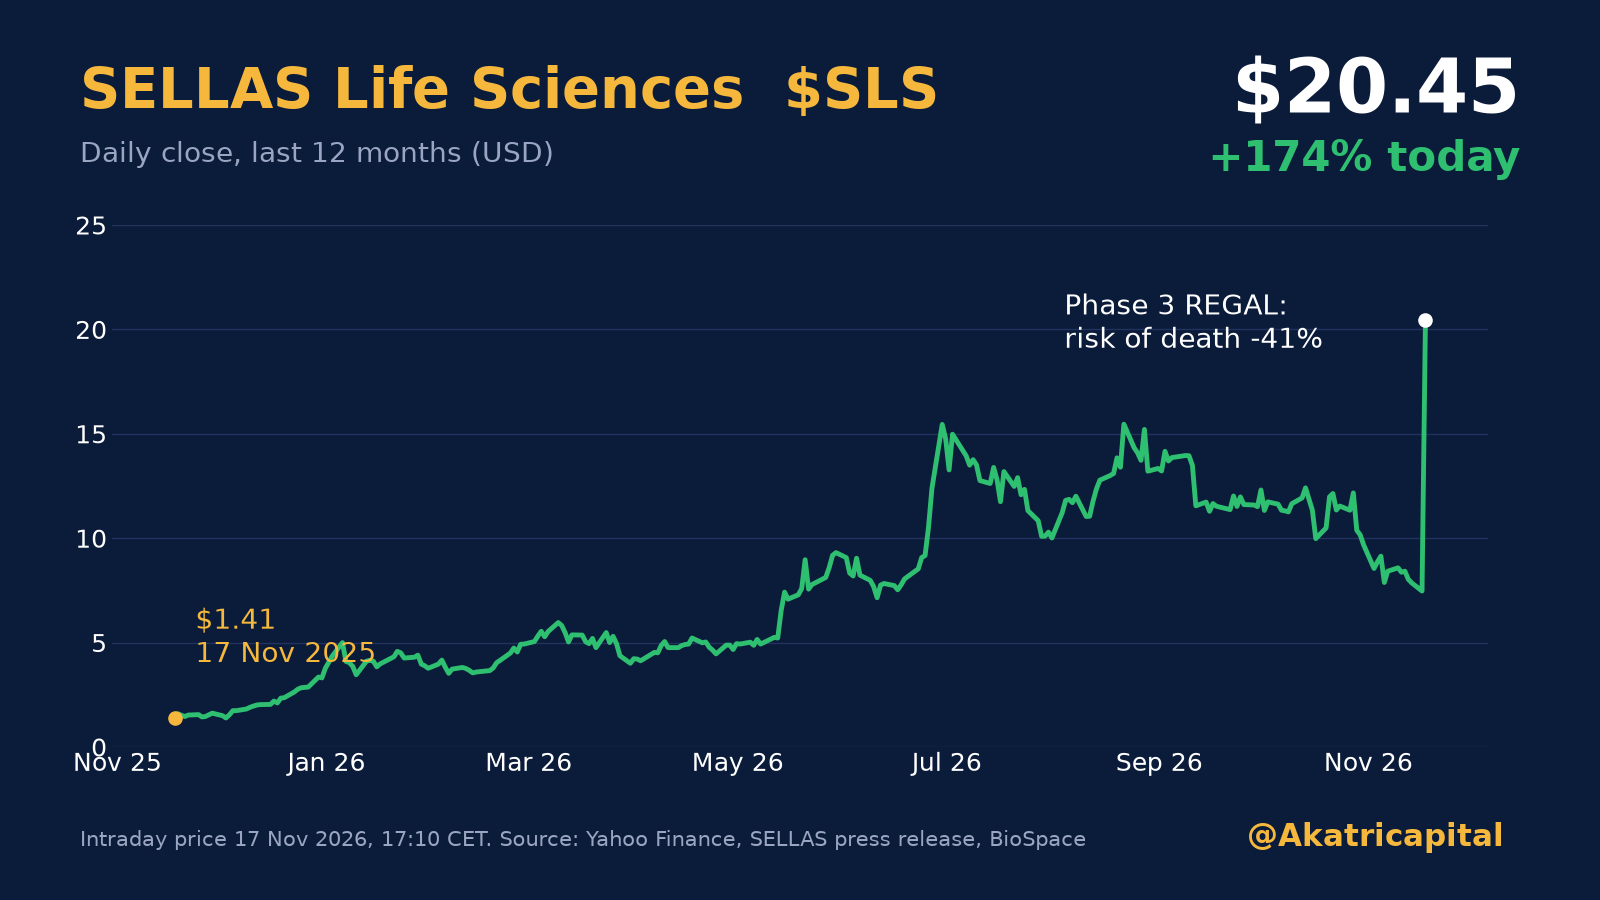 SELLAS Life Sciences $SLS
$20.45
Daily close, last 12 months (USD)
+174% today
25
Phase 3 REGAL:
risk of death -41%
20
15
10
$1.41
17 Nov 2025
5
0
Nov 25
Jan 26
Mar 26
May 26
Jul 26
Sep 26
Nov 26
Intraday price 17 Nov 2026, 17:10 CET. Source: Yahoo Finance, SELLAS press release, BioSpace
@Akatricapital